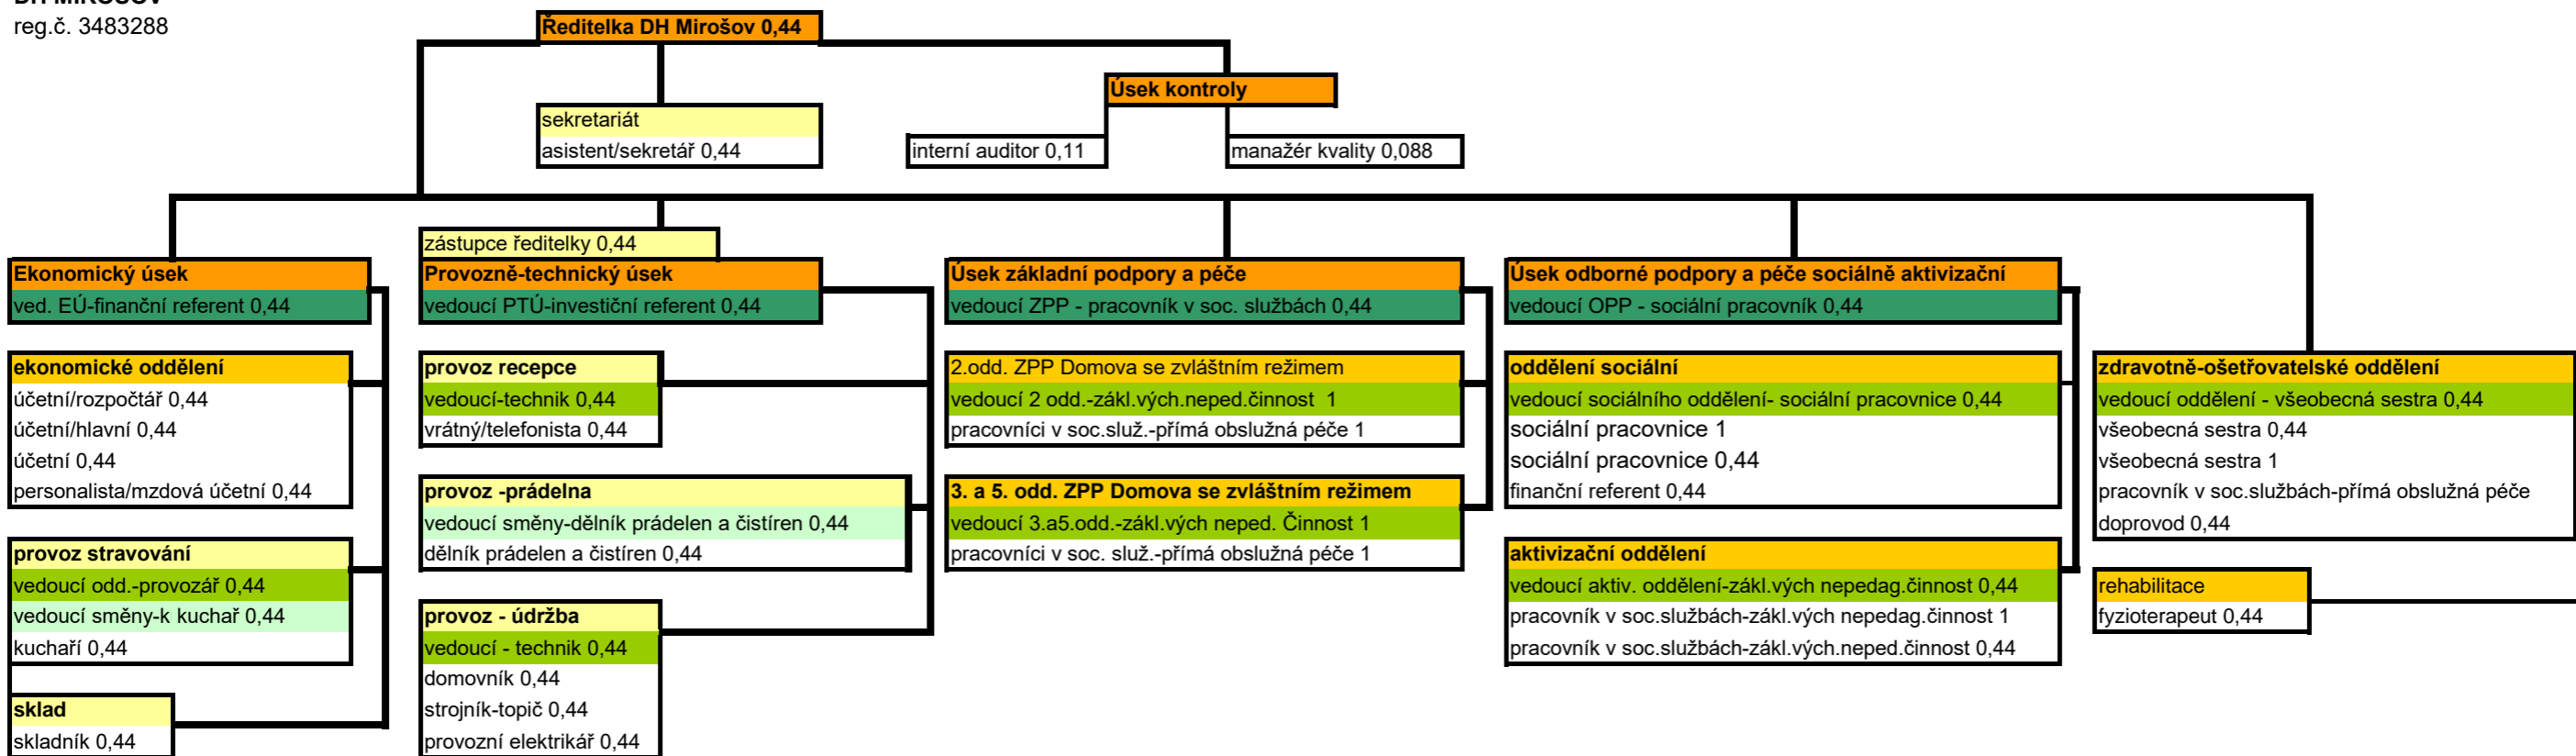 DH MIROŠOV
reg.č. 3483288
Ředitelka DH Mirošov 0,44
Úsek kontroly
sekretariát
asistent/sekretář 0,44
interní auditor 0,11
manažér kvality 0,088
zástupce ředitelky 0,44
Ekonomický úsek
ved. EÚ-finanční referent 0,44
ekonomické oddělení
účetní/rozpočtář 0,44
účetní/hlavní 0,44
účetní 0,44
personalista/mzdová účetní 0,44
provoz stravování
vedoucí odd.-provozář 0,44
vedoucí směny-k kuchař 0,44
kuchaří 0,44
sklad
skladník 0,44
Provozně-technický úsek
vedoucí PTÚ-investiční referent 0,44
provoz recepce
vedoucí-technik 0,44
vrátný/telefonista 0,44
provoz -prádelna
vedoucí směny-dělník prádelen a čistíren 0,44
dělník prádelen a čistíren 0,44
provoz - údržba
vedoucí - technik 0,44
domovník 0,44
strojník-topič 0,44
provozní elektrikář 0,44
Úsek základní podpory a péče
vedoucí ZPP - pracovník v soc. službách 0,44
2.odd. ZPP Domova se zvláštním režimem
vedoucí 2 odd.-zákl.vých.neped.činnost 1
pracovníci v soc.služ.-přímá obslužná péče 1
3. a 5. odd. ZPP Domova se zvláštním režimem
vedoucí 3.a5.odd.-zákl.vých neped. Činnost 1
pracovníci v soc. služ.-přímá obslužná péče 1
Úsek odborné podpory a péče sociálně aktivizační
vedoucí OPP - sociální pracovník 0,44
oddělení sociální
vedoucí sociálního oddělení- sociální pracovnice 0,44
sociální pracovnice 1
sociální pracovnice 0,44
finanční referent 0,44
aktivizační oddělení
vedoucí aktiv. oddělení-zákl.vých nepedag.činnost 0,44
pracovník v soc.službách-zákl.vých nepedag.činnost 1
pracovník v soc.službách-zákl.vých.neped.činnost 0,44
zdravotně-ošetřovatelské oddělení
vedoucí oddělení - všeobecná sestra 0,44
všeobecná sestra 0,44
všeobecná sestra 1
pracovník v soc.službách-přímá obslužná péče
doprovod 0,44
rehabilitace
fyzioterapeut 0,44